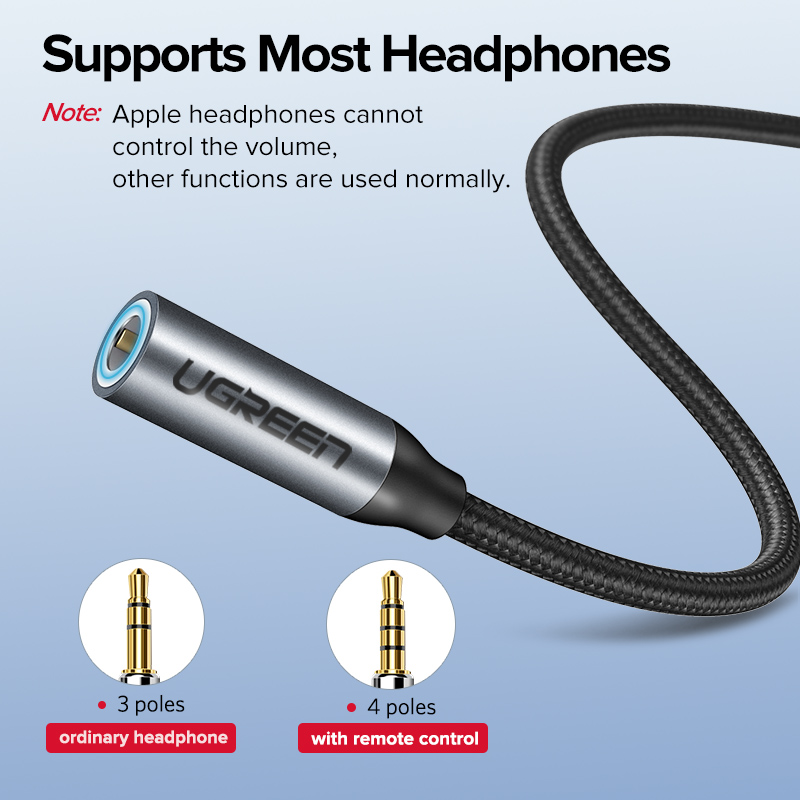 Supports Most Headphones
Note: Apple headphones cannot
control the volume,
other functions are used normally.
UGREEN
• 3 poles
ordinary headphone
• 4 poles
with remote control